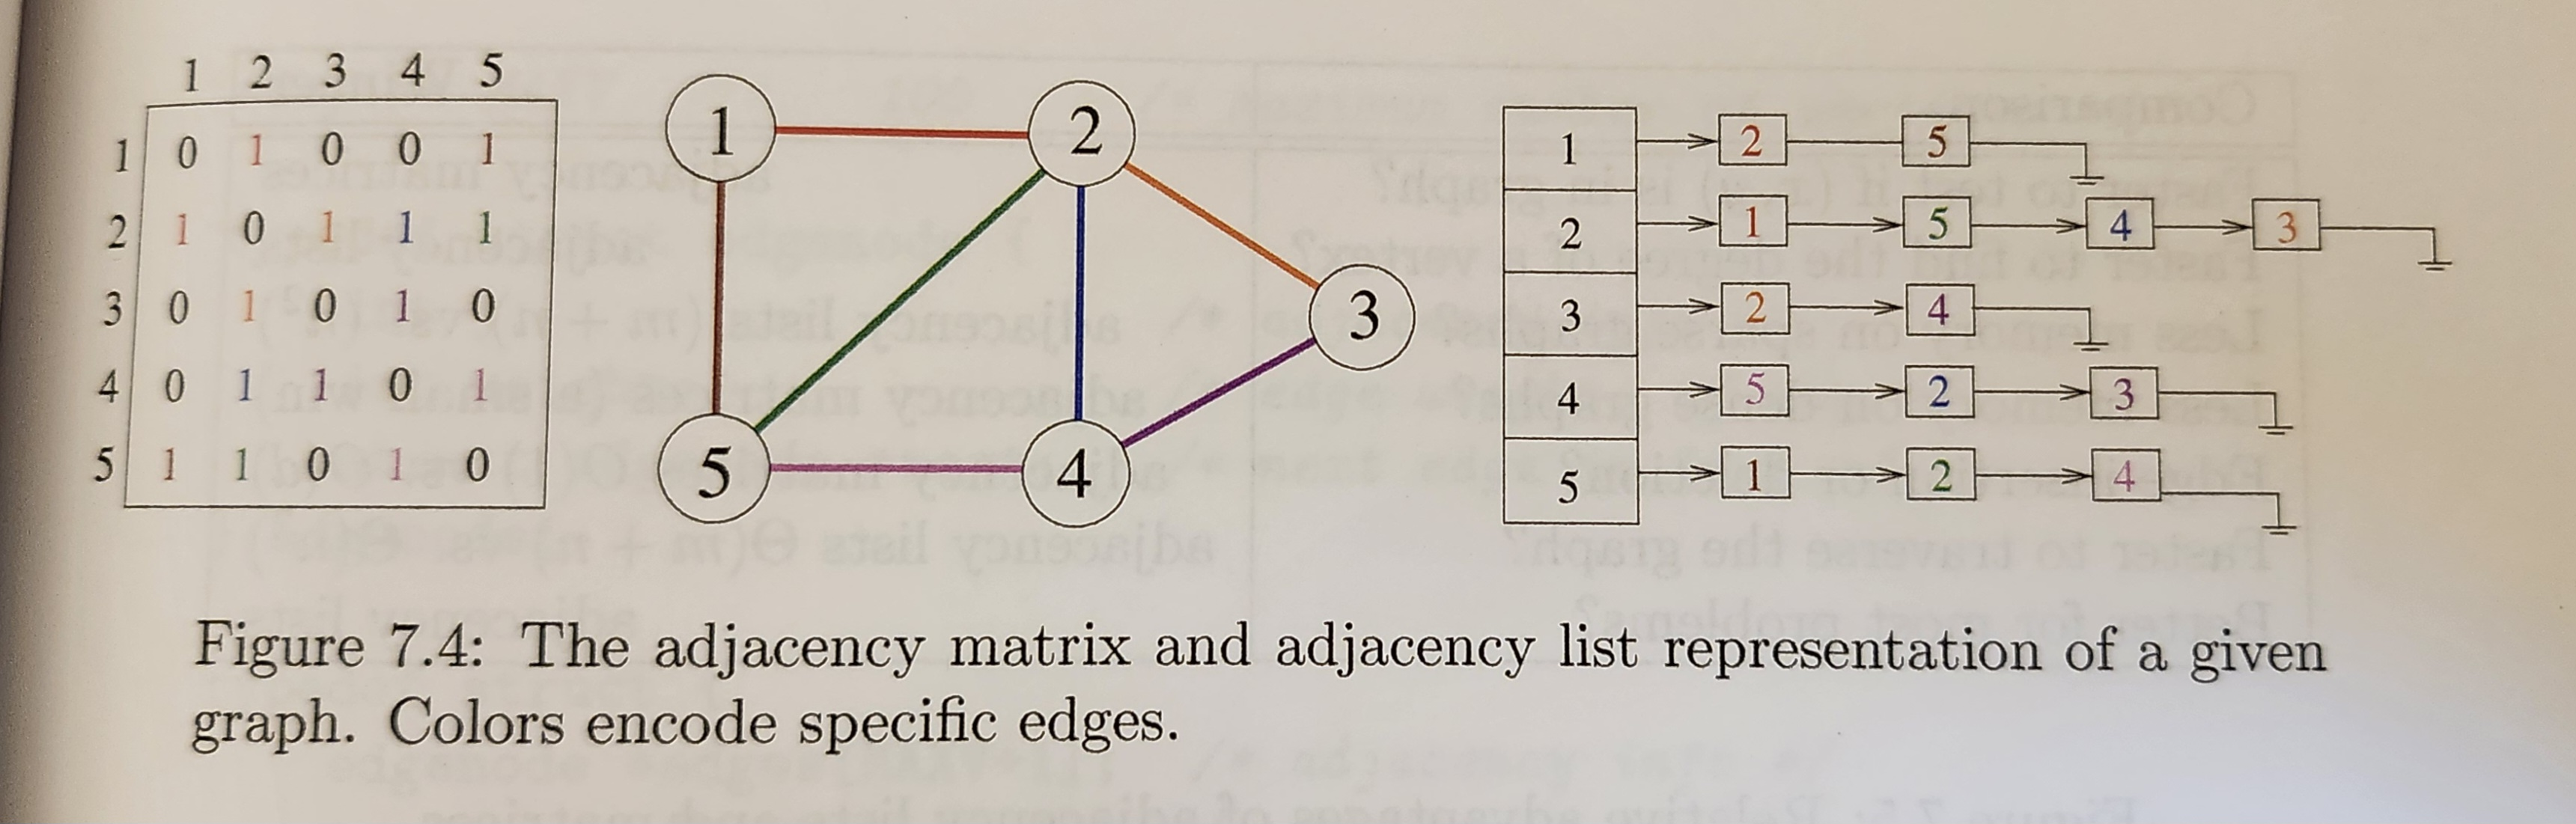 1 2 3 4 5
1 0 1 0 0 1
2 1 0 1 1 1
3 0 1 0 1 0
4 0 1 1 0 1
5 1 1 0 1 0
1 2
3
5 4
1 2 5
2 1 5 4 3
3 2 4
4 5 2 3
5 1 2 4
Figure 7.4: The adjacency matrix and adjacency list representation of a given
graph. Colors encode specific edges.